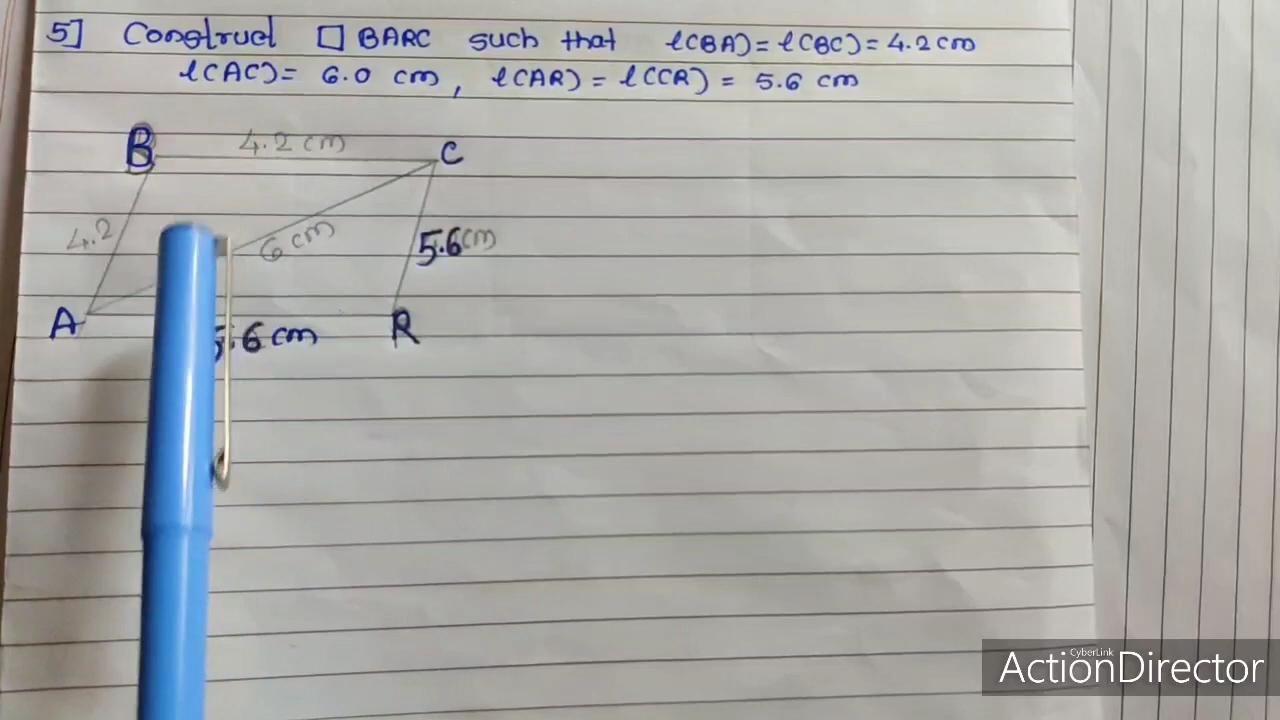 5] Construct □ BARC such that l(BA) = l(BC) = 4.2 cm
l(AC) = 6.0 cm, l(AR) = l(CR) = 5.6 cm
B 4.2 cm C
4.2 6 cm 5.6cm
A 5.6 cm R
CyberLink
ActionDirector